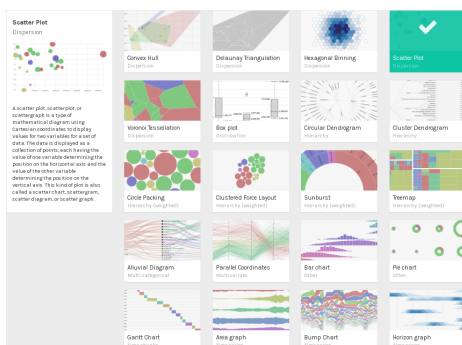 Scatter Plot
Dispersion
A scatter plot, scatterplot, or
scattergraph is a type of
mathematical diagram using
Cartesian coordinates to display
values for two variables for a set of
data. The data is displayed as a
collection of points, each having the
value of one variable determining the
position on the horizontal axis and the
value of the other variable
determining the position on the
vertical axis. This kind of plot is also
called a scatter chart, scattergram,
scatter diagram, or scatter graph.
Convex Hull
Dispersion
Delaunay Triangulation
Dispersion
Hexagonal Binning
Dispersion
Scatter Plot
Dispersion
Voronoi Tessellation
Dispersion
Box plot
Dispersion
Circular Dendrogram
Hierarchy
Cluster Dendrogram
Hierarchy
Circle Packing
Hierarchy (weighted)
Clustered Force Layout
Hierarchy (weighted)
Sunburst
Hierarchy (weighted)
Treemap
Hierarchy (weighted)
Alluvial Diagram
Multi categorical
Parallel Coordinates
Multivariate
Bar chart
Other
Pie chart
Other
Gantt Chart
Area graph
Bump Chart
Horizon graph